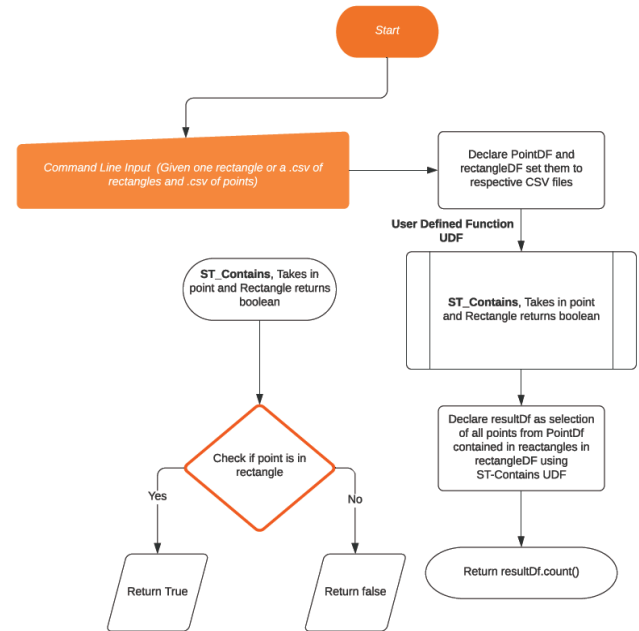 Start
Command Line Input  (Given one rectangle or a .csv of
rectangles and .csv of points)
Declare PointDF and
rectangleDF set them to
respective CSV files
User Defined Function
UDF
ST_Contains, Takes in point
and Rectangle returns boolean
ST_Contains, Takes in
point and Rectangle returns
boolean
Check if point is in
rectangle
Yes
No
Return True
Return false
Declare resultDf as selection
of all points from PointDf
contained in reactangles in
rectangleDF using
ST-Contains UDF
Return resultDf.count()